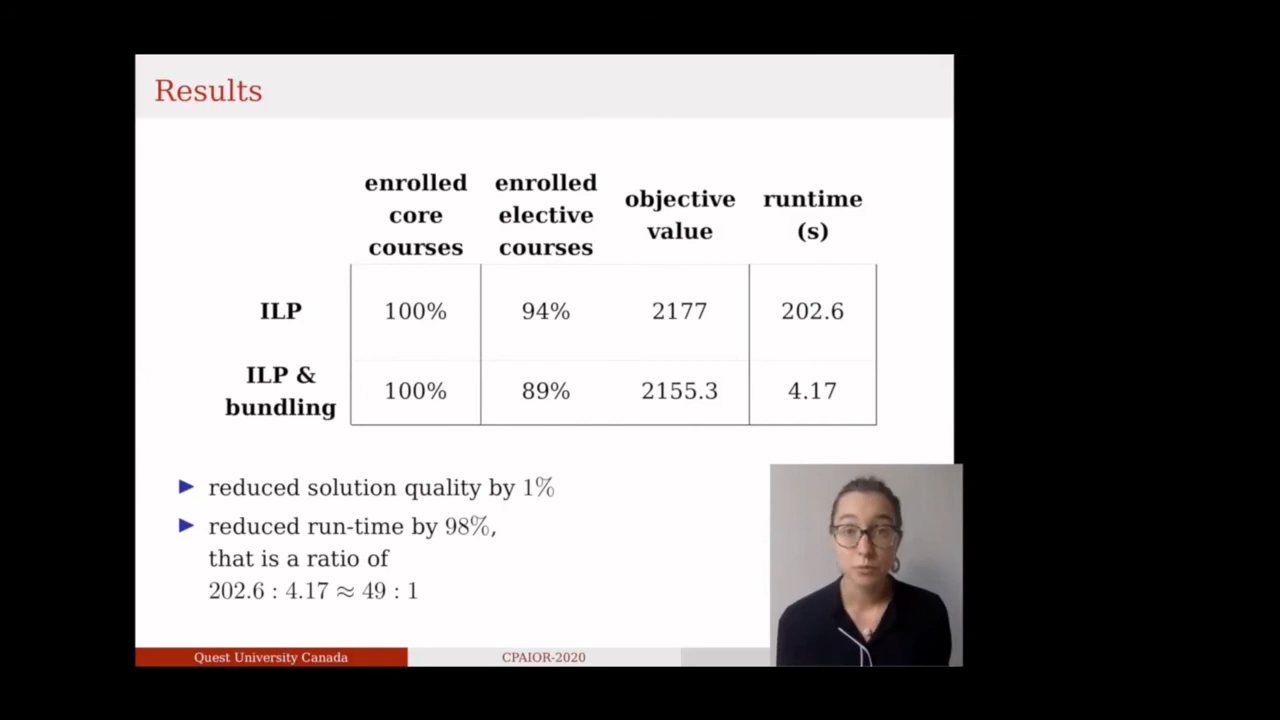 Results
enrolled core courses
enrolled elective courses
objective value
runtime (s)
ILP 100% 94% 2177 202.6
ILP & bundling 100% 89% 2155.3 4.17
▶ reduced solution quality by 1%
▶ reduced run-time by 98%,
that is a ratio of
202.6 : 4.17 ≈ 49 : 1
Quest University Canada CPAIOR-2020